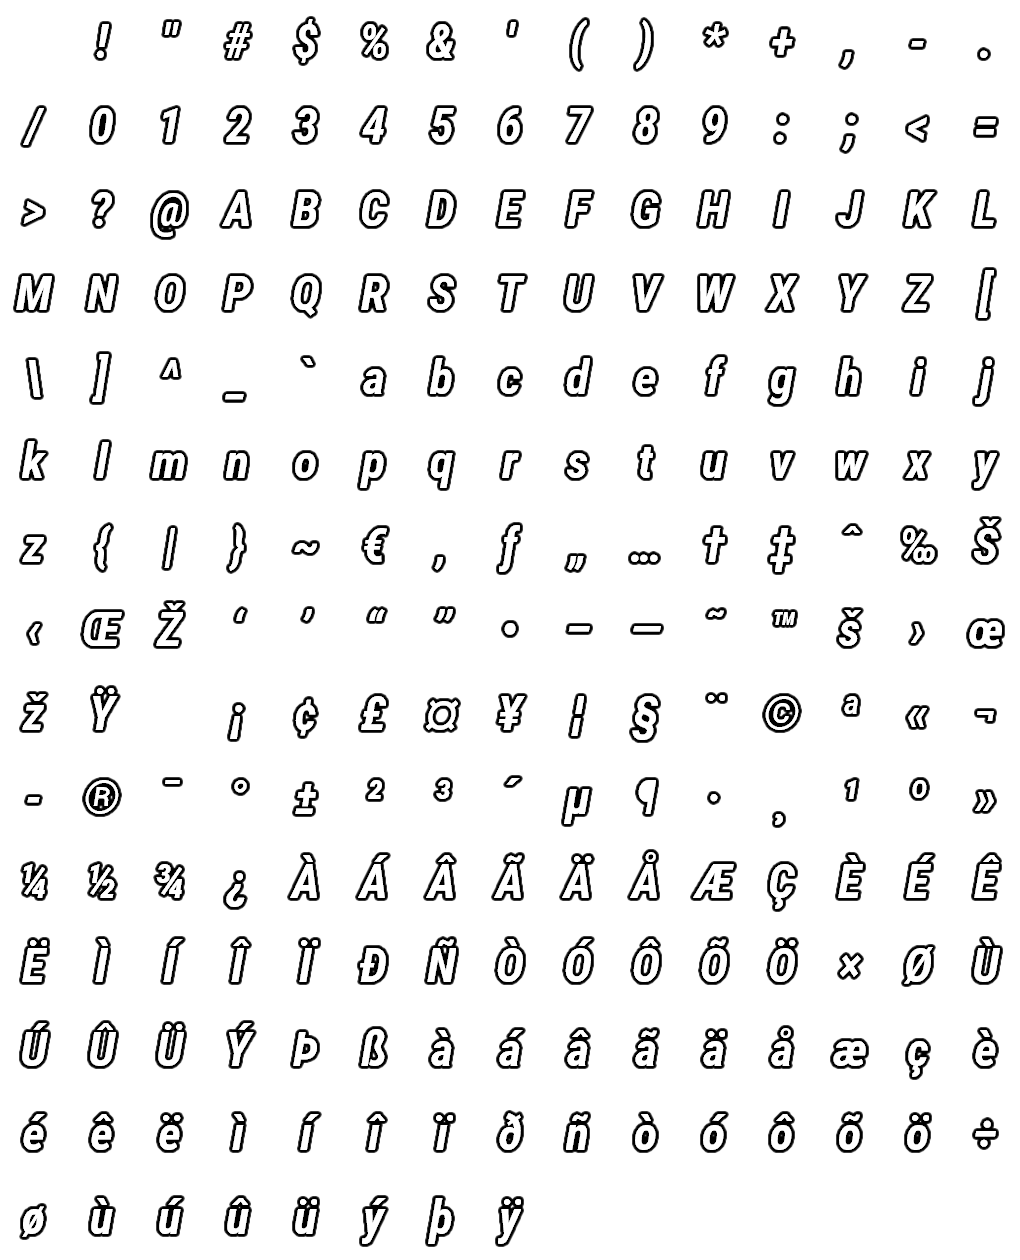 ! " # $ % & ' ( ) * + , - .
/ 0 1 2 3 4 5 6 7 8 9 : ; < =
> ? @ A B C D E F G H I J K L
M N O P Q R S T U V W X Y Z [
\ ] ^ _ ` a b c d e f g h i j
k l m n o p q r s t u v w x y
z { | } ~ € ‚ ƒ „ … † ‡ ˆ ‰ Š
‹ Œ Ž ‘ ’ “ ” • – — ˜ ™ š › œ
ž Ÿ ¡ ¢ £ ¤ ¥ ¦ § ¨ © ª « ¬
- ® ¯ ° ± ² ³ ´ µ ¶ · ¸ ¹ º »
¼ ½ ¾ ¿ À Á Â Ã Ä Å Æ Ç È É Ê
Ë Ì Í Î Ï Ð Ñ Ò Ó Ô Õ Ö × Ø Ù
Ú Û Ü Ý Þ ß à á â ã ä å æ ç è
é ê ë ì í î ï ð ñ ò ó ô õ ö ÷
ø ù ú û ü ý þ ÿ